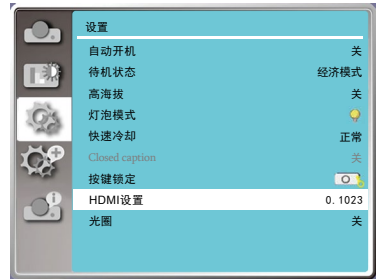 设置
自动开机 关
待机状态 经济模式
高海拔 关
灯泡模式
快速冷却 正常
Closed caption 关
按键锁定
HDMI设置 0. 1023
光圈 关